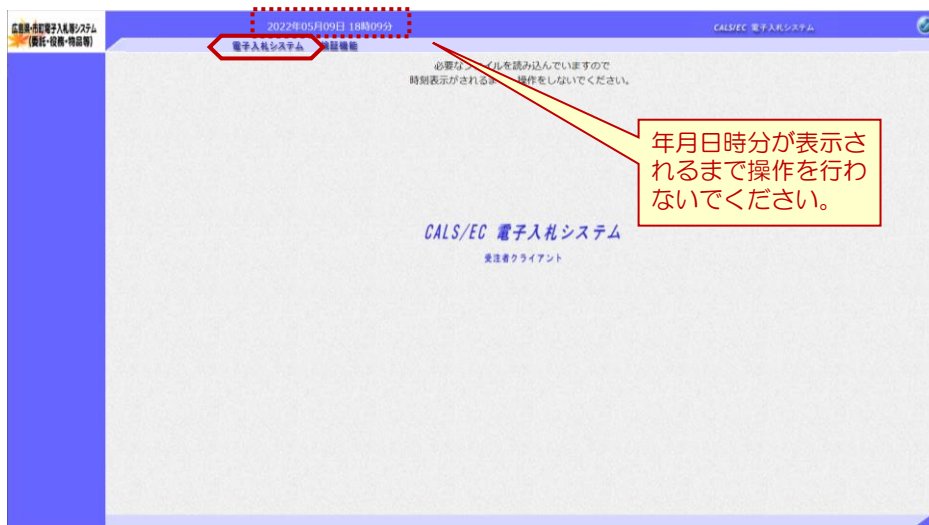 広島県・市町電子入札等システム
(委託・役務・物品等)
2022年05月09日 18時09分
CALS/EC 電子入札システム
電子入札システム
検証機能
必要なファイルを読み込んでいますので
時刻表示がされるまで、操作をしないでください。
年月日時分が表示さ
れるまで操作を行わ
ないでください。
CALS/EC 電子入札システム
受注者クライアント